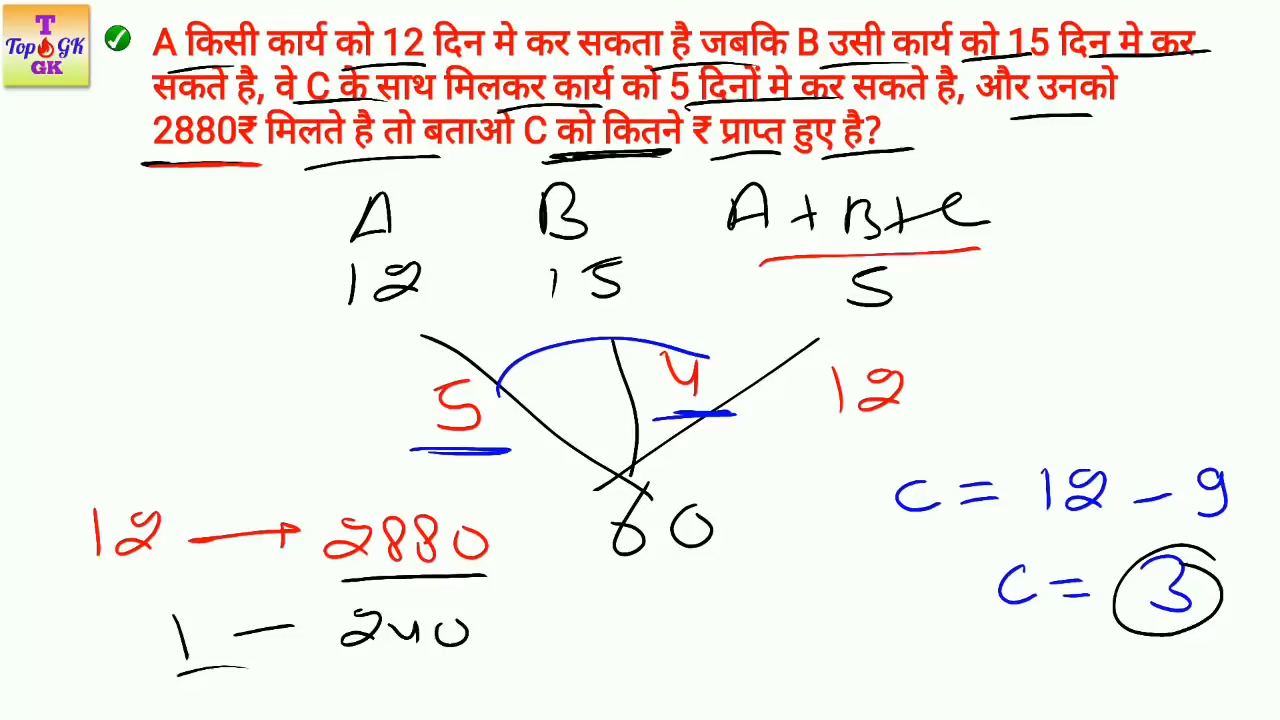 T
Top GK
GK
A किसी कार्य को 12 दिन मे कर सकता है जबकि B उसी कार्य को 15 दिन मे कर
सकते है, वे C के साथ मिलकर कार्य को 5 दिनों मे कर सकते है, और उनको
2880₹ मिलते है तो बताओ C को कितने ₹ प्राप्त हुए है?
A B A+B+C
12 15 5
5 4 12
60
C = 12 - 9
C = 3
12 → 2880
1 - 240